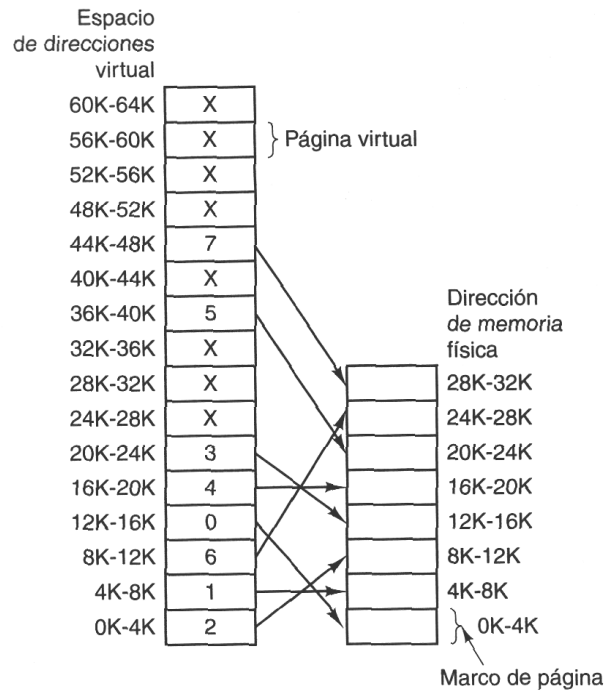 Espacio
de direcciones
virtual
60K-64K X
56K-60K X Página virtual
52K-56K X
48K-52K X
44K-48K 7
40K-44K X
36K-40K 5
32K-36K X
28K-32K X
24K-28K X
20K-24K 3
16K-20K 4
12K-16K 0
8K-12K 6
4K-8K 1
0K-4K 2
Dirección
de memoria
física
28K-32K
24K-28K
20K-24K
16K-20K
12K-16K
8K-12K
4K-8K
0K-4K
Marco de página